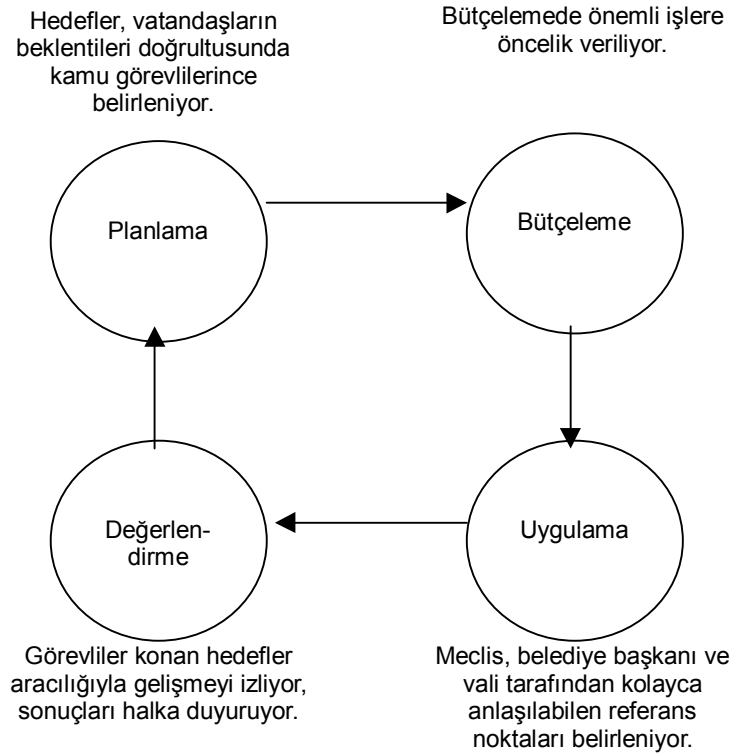 Hedefler, vatandaşların
beklentileri doğrultusunda
kamu görevlilerince
belirleniyor.
Bütçelemede önemli işlere
öncelik veriliyor.
Planlama
Bütçeleme
Değerlen-
dirme
Uygulama
Görevliler konan hedefler
aracılığıyla gelişmeyi izliyor,
sonuçları halka duyuruyor.
Meclis, belediye başkanı ve
vali tarafından kolayca
anlaşılabilen referans
noktaları belirleniyor.